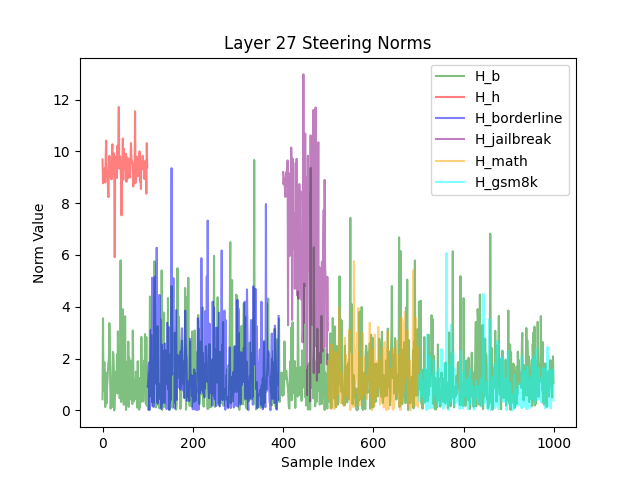 Layer 27 Steering Norms
H_b
H_h
H_borderline
H_jailbreak
H_math
H_gsm8k
Norm Value
12
10
8
6
4
2
0
0
200
400
600
800
1000
Sample Index